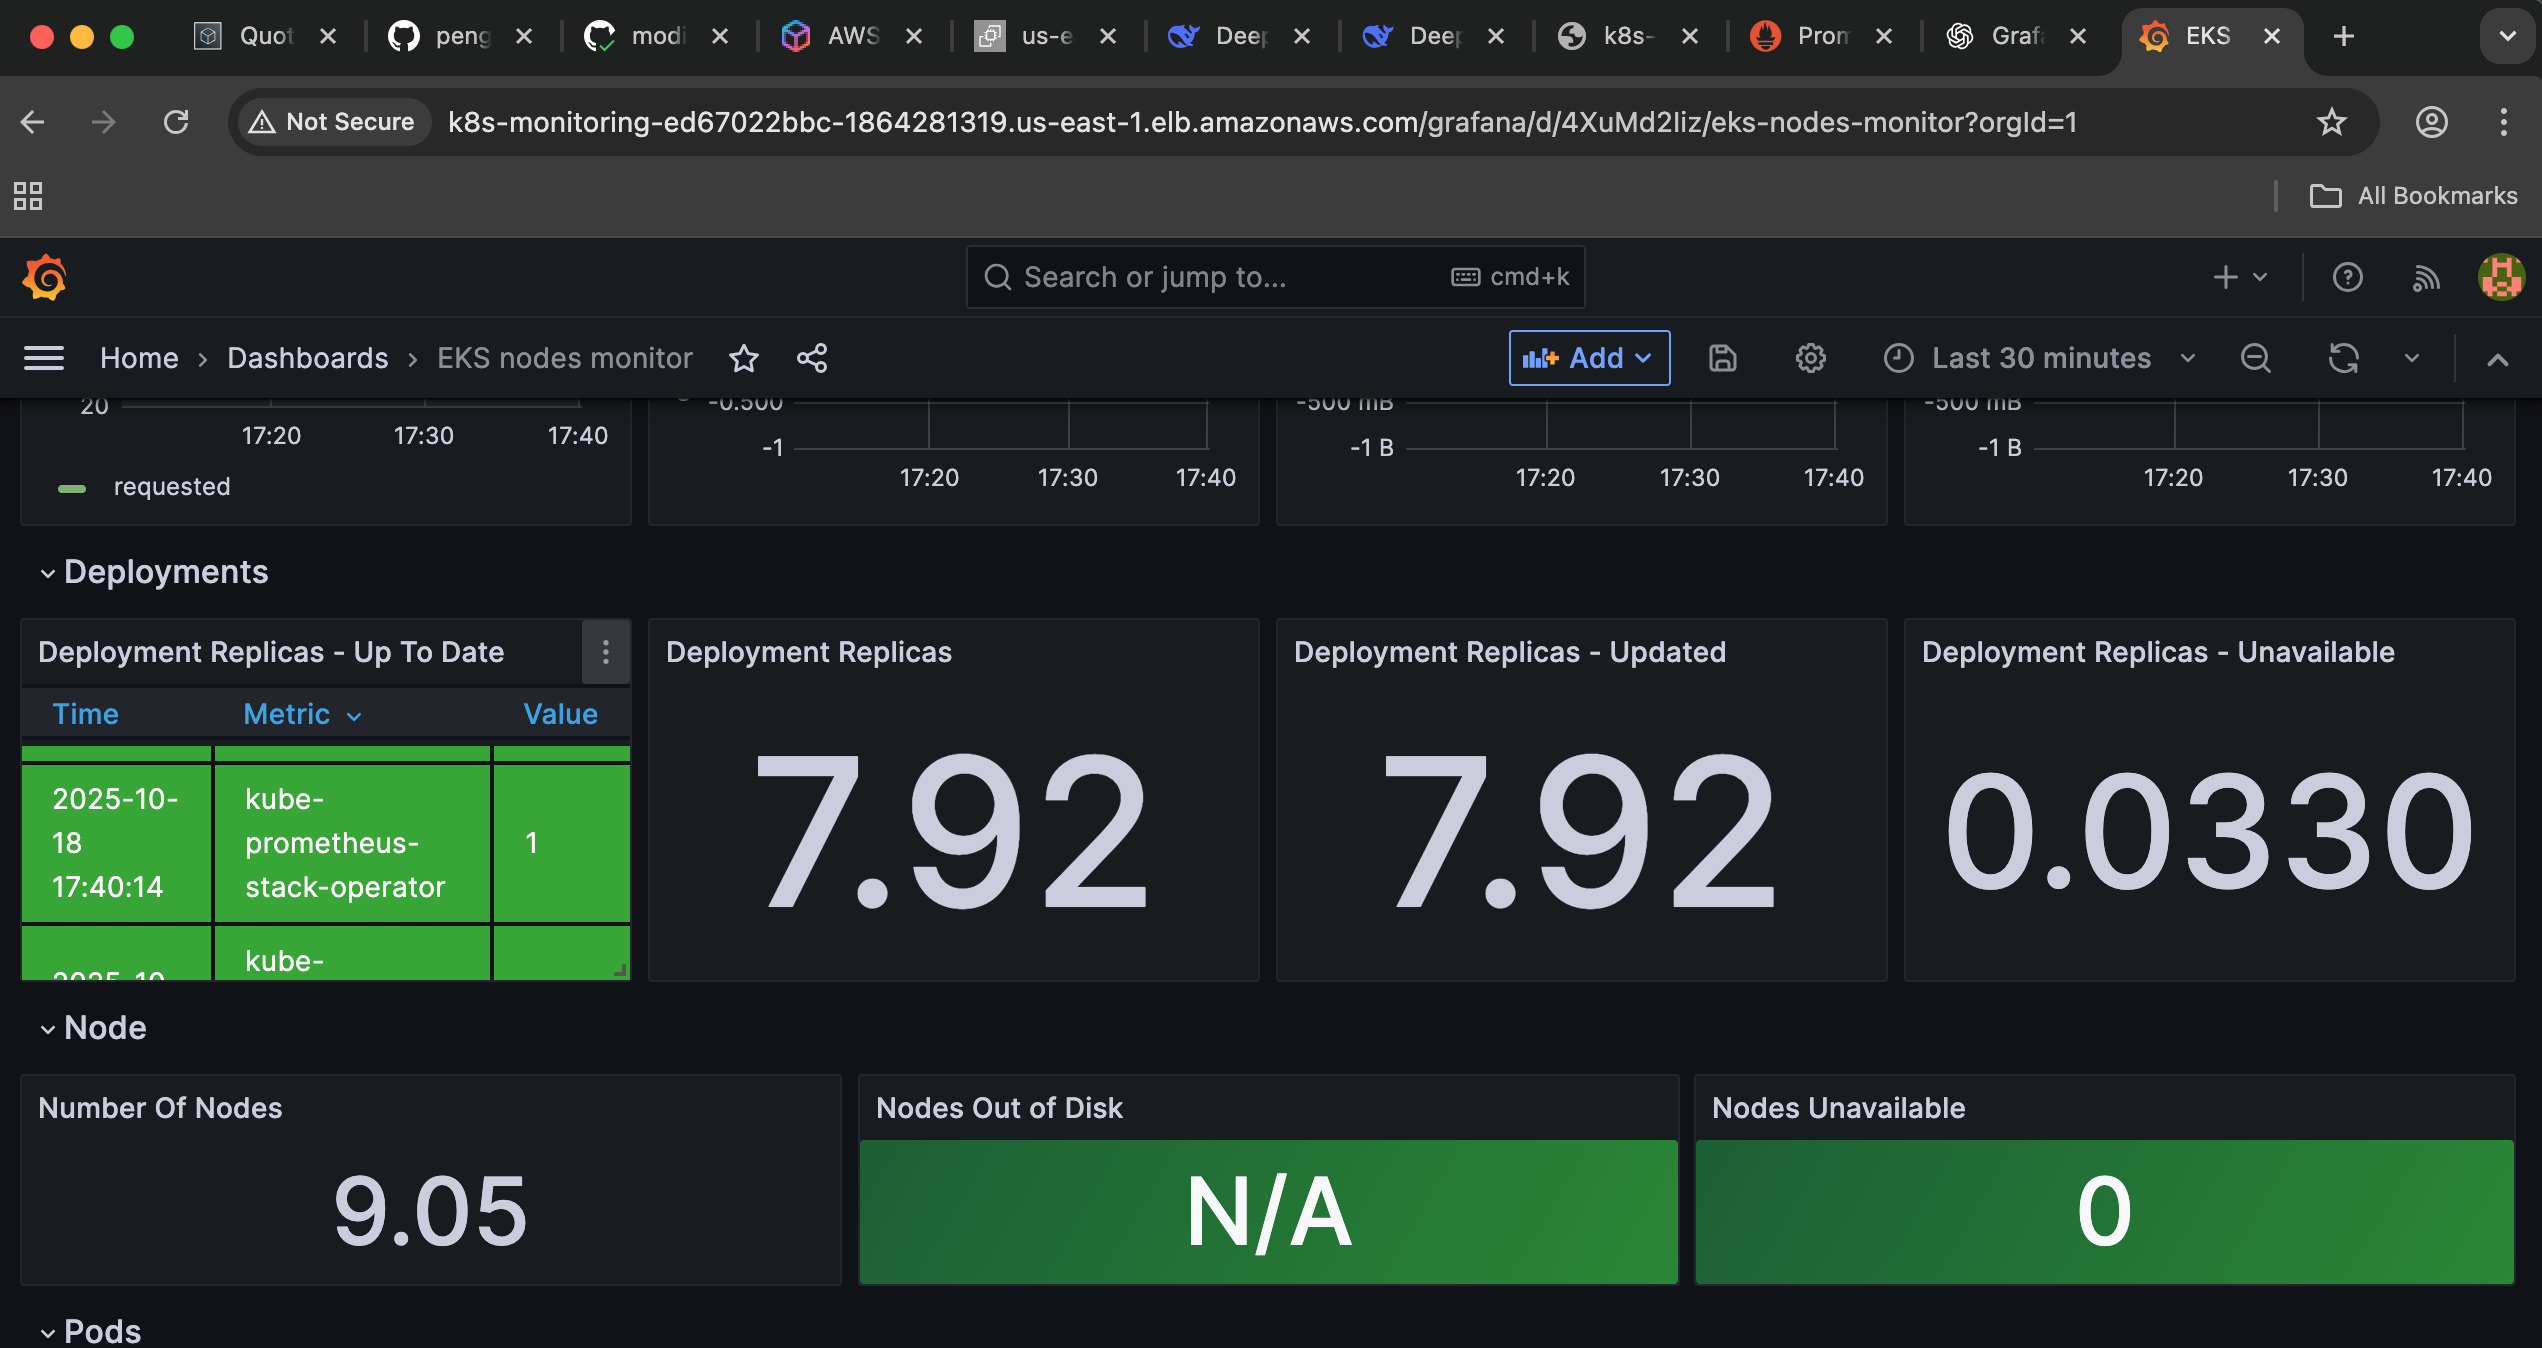 Quot
peng
modi
AWS
us-e
Deep
Deep
k8s-
Prom
Grafa
EKS
Not Secure
k8s-monitoring-ed67022bbc-1864281319.us-east-1.elb.amazonaws.com/grafana/d/4XuMd2Iiz/eks-nodes-monitor?orgId=1
All Bookmarks
Search or jump to...
cmd+k
Home › Dashboards › EKS nodes monitor
Add
Last 30 minutes
20
17:20 17:30 17:40
requested
-0.500
-1
17:20 17:30 17:40
-500 mB
-1 B
17:20 17:30 17:40
-500 mB
-1 B
17:20 17:30 17:40
Deployments
Deployment Replicas - Up To Date
Time Metric Value
2025-10-
18
17:40:14
kube-
prometheus-
stack-operator
1
2025-10-
kube-
Deployment Replicas
7.92
Deployment Replicas - Updated
7.92
Deployment Replicas - Unavailable
0.0330
Node
Number Of Nodes
9.05
Nodes Out of Disk
N/A
Nodes Unavailable
0
Pods